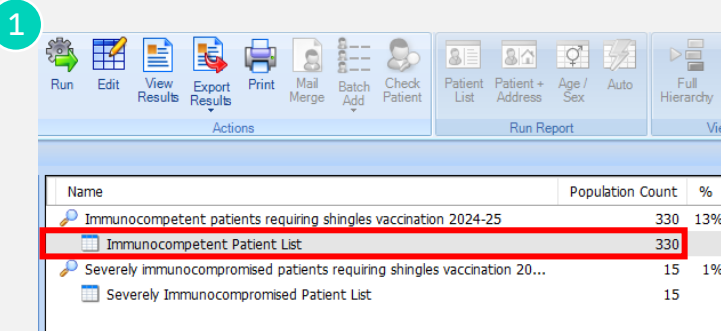 1
Run Edit View Results Export Results Print Mail Merge Batch Add Check Patient Patient List Patient + Address Age / Sex Auto Full Hierarchy
Actions Run Report
Name Population Count %
Immunocompetent patients requiring shingles vaccination 2024-25 330 13%
Immunocompetent Patient List 330
Severely immunocompromised patients requiring shingles vaccination 20... 15 1%
Severely Immunocompromised Patient List 15